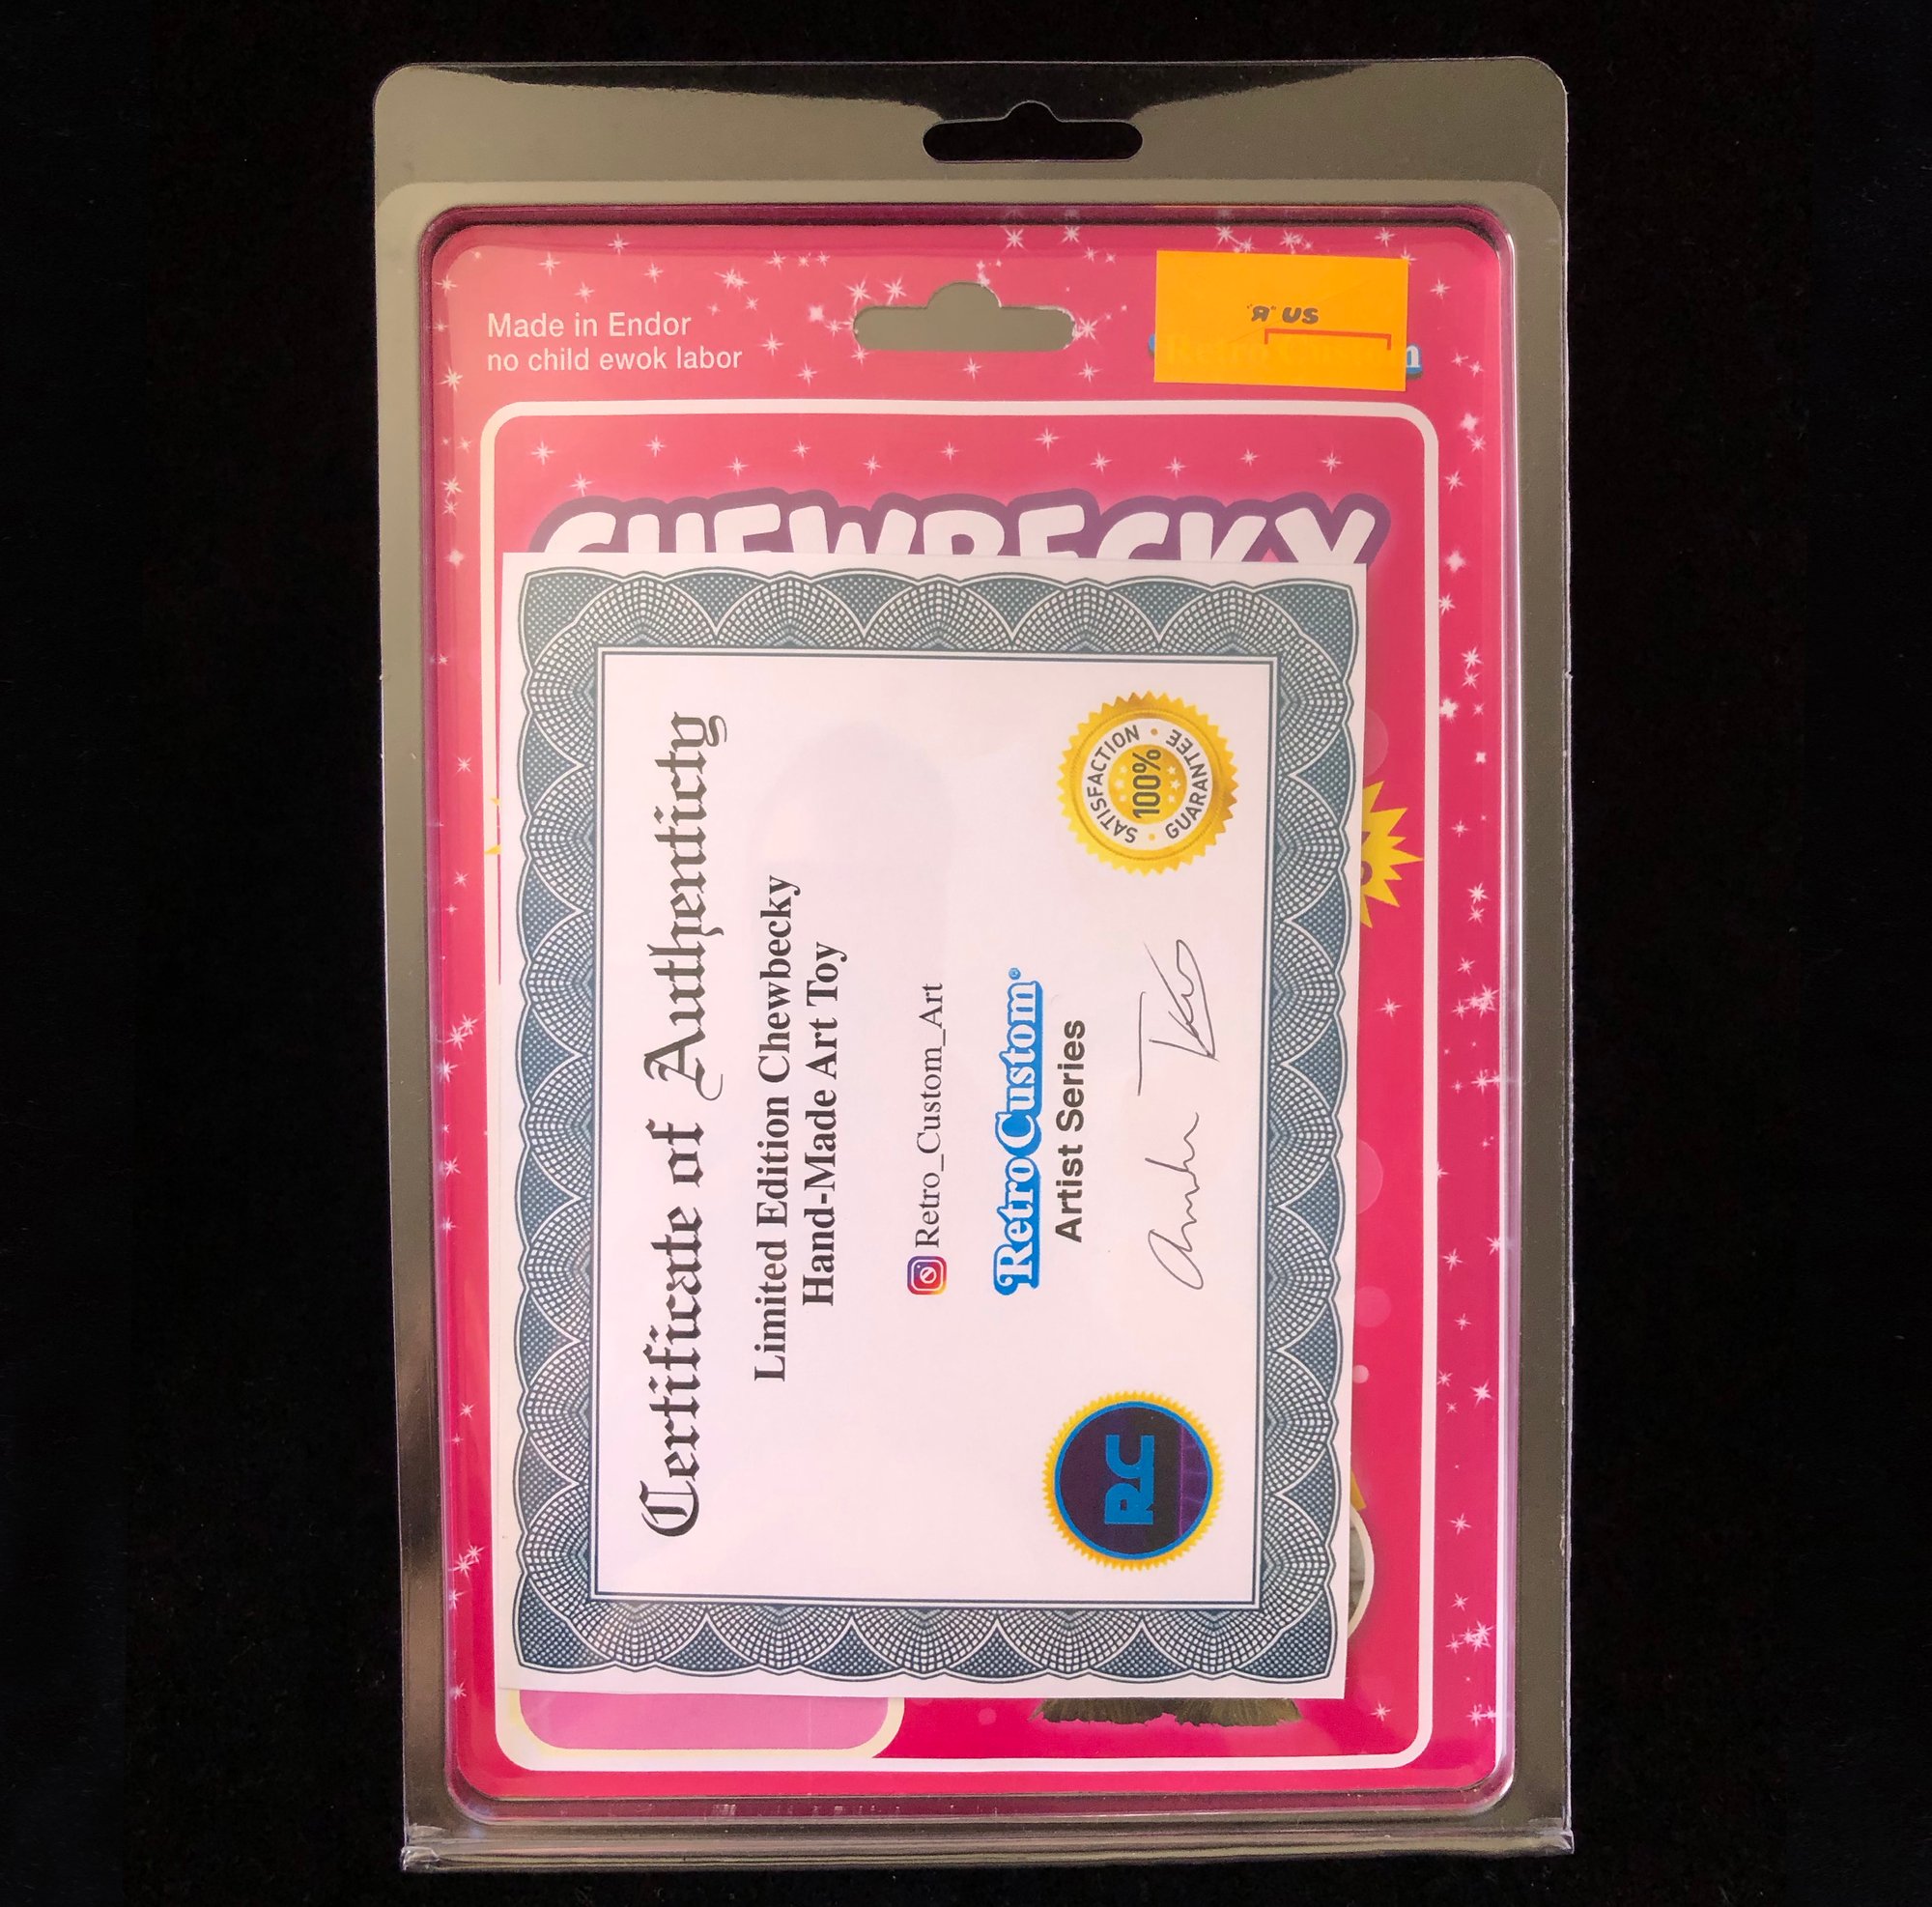 Made in Endor
no child ewok labor
"R" US
CHEWBECKY
Certificate of Authenticty
Limited Edition Chewbecky
Hand-Made Art Toy
Retro_Custom_Art
RetroCustom
Artist Series
SATISFACTION
100%
GUARANTEE
RC